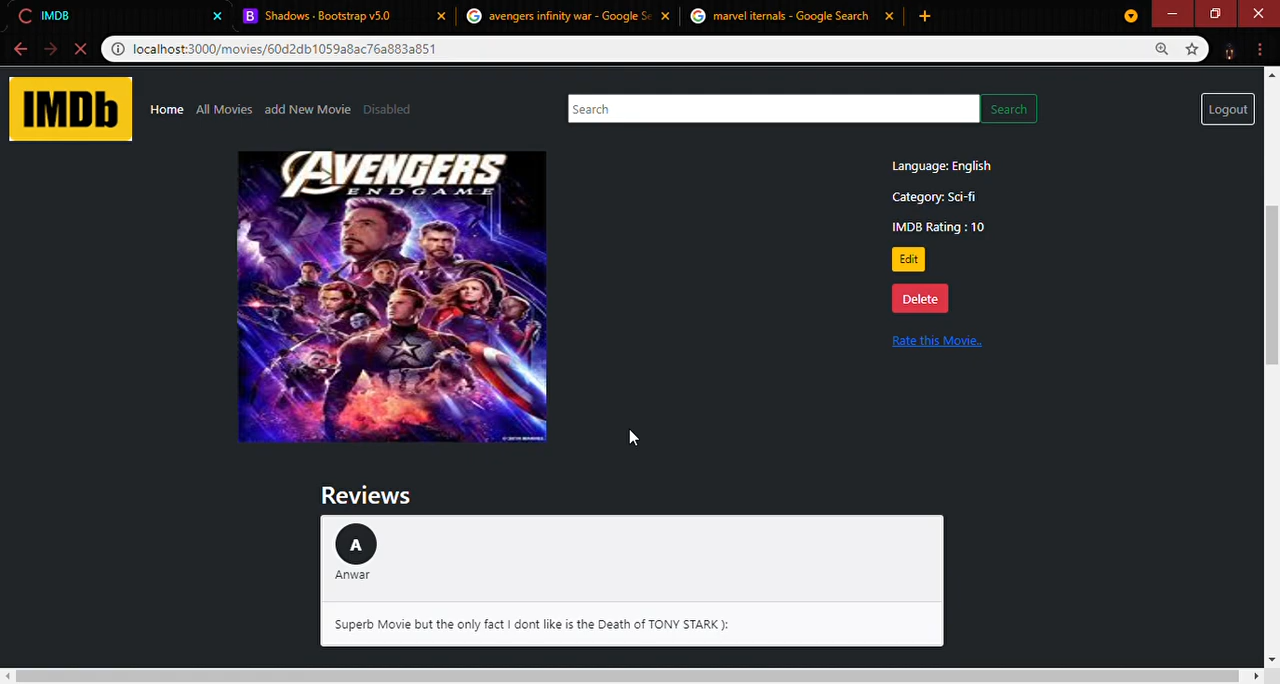 IMDB
B Shadows · Bootstrap v5.0
avengers infinity war - Google Se
marvel iternals - Google Search
localhost:3000/movies/60d2db1059a8ac76a883a851
IMDb
Home
All Movies
add New Movie
Disabled
Search
Search
Logout
AVENGERS
ENDGAME
Language: English
Category: Sci-fi
IMDB Rating : 10
Edit
Delete
Rate this Movie..
Reviews
A
Anwar
Superb Movie but the only fact I dont like is the Death of TONY STARK ):